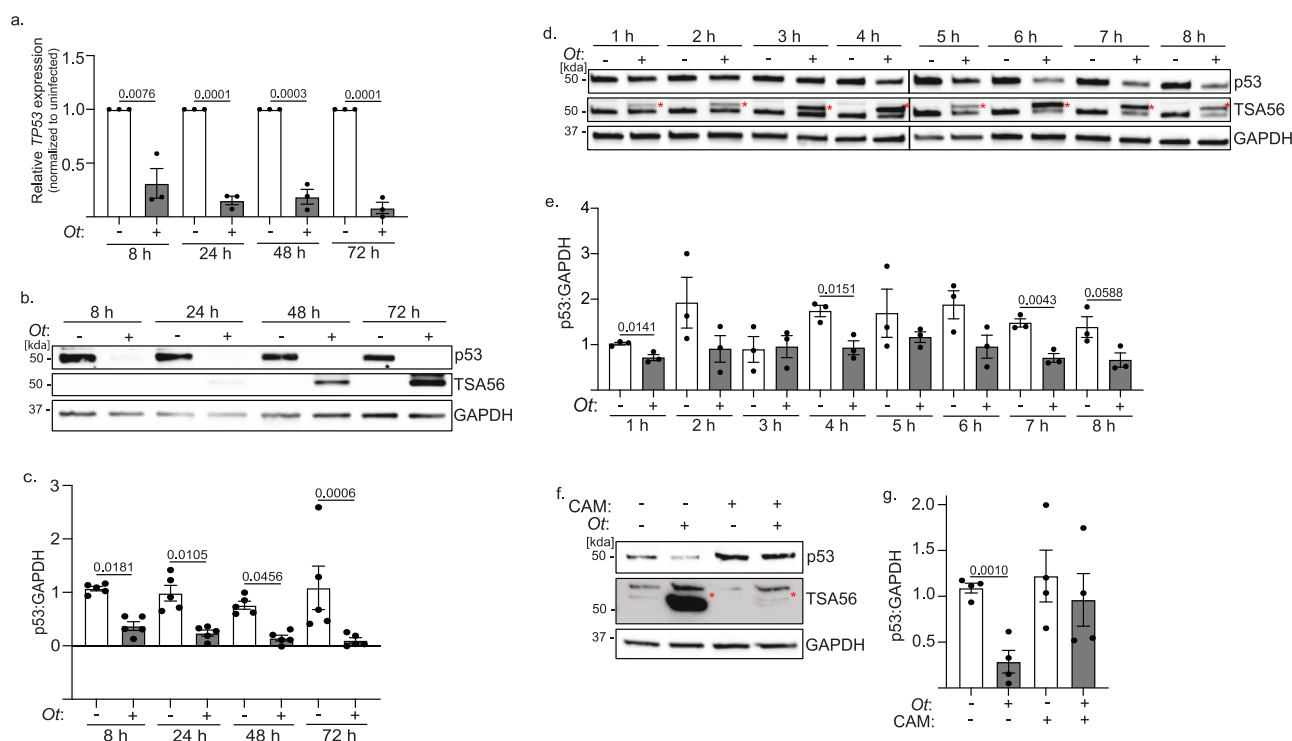 a.
Relative TP53 expression
(normalized to uninfected)
1.5
1.0
0.5
0.0076
0.0001
0.0003
0.0001
Ot:
- + - + - + - +
8 h 24 h 48 h 72 h
b.
8 h 24 h 48 h 72 h
Ot: - + - + - + - +
[kda]
50 - p53
50 - TSA56
37 - GAPDH
c.
p53:GAPDH
3
2
1
0
0.0181
0.0105
0.0456
0.0006
Ot: - + - + - + - +
8 h 24 h 48 h 72 h
d.
1 h 2 h 3 h 4 h 5 h 6 h 7 h 8 h
Ot: - + - + - + - + - + - + - + - +
[kda]
50 - p53
50 - * * * * * * * * TSA56
37 - GAPDH
e.
p53:GAPDH
4
3
2
1
0.0141
0.0151
0.0043
0.0588
Ot: - + - + - + - + - + - + - + - +
1 h 2 h 3 h 4 h 5 h 6 h 7 h 8 h
f.
CAM: - - + +
Ot: - + - +
[kda]
50 - p53
50 - * * TSA56
37 - GAPDH
g.
p53:GAPDH
2.0
1.5
1.0
0.5
0.0010
Ot: - + - +
CAM: - - + +